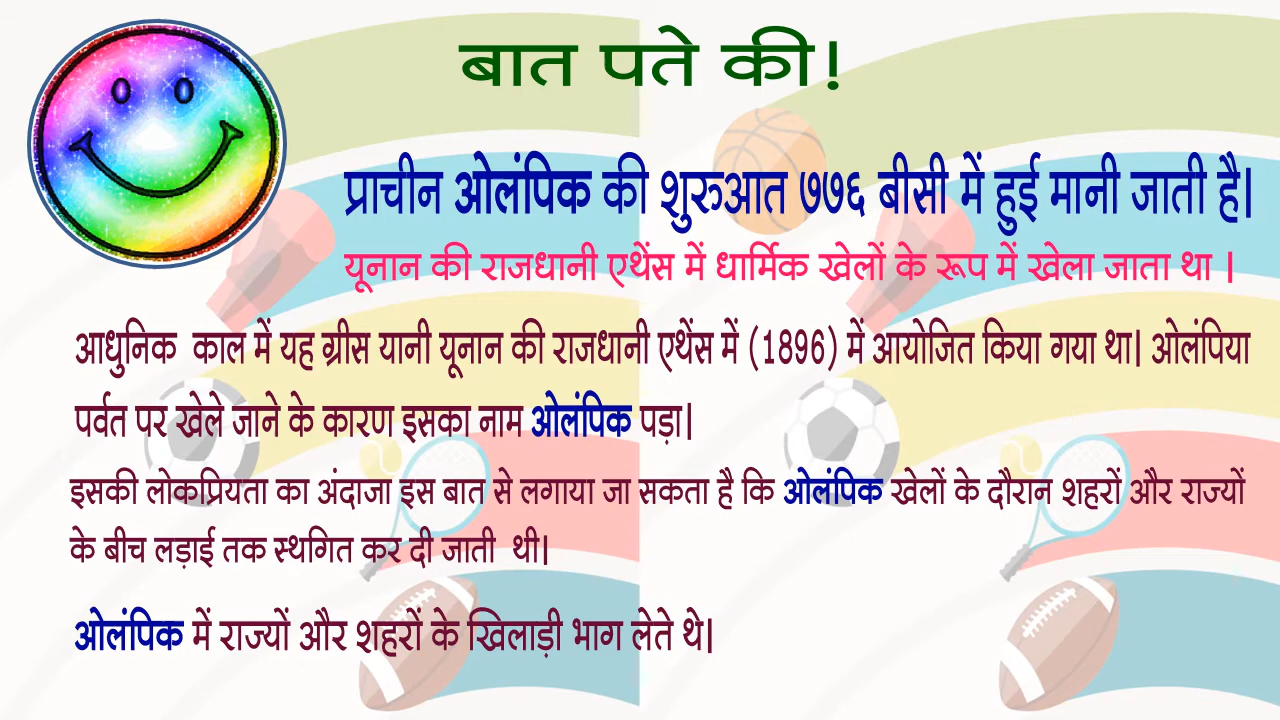 बात पते की!
प्राचीन ओलंपिक की शुरुआत ७७६ बीसी में हुई मानी जाती है।
यूनान की राजधानी एथेंस में धार्मिक खेलों के रूप में खेला जाता था ।
आधुनिक काल में यह ग्रीस यानी यूनान की राजधानी एथेंस में (1896) में आयोजित किया गया था। ओलंपिया
पर्वत पर खेले जाने के कारण इसका नाम ओलंपिक पड़ा।
इसकी लोकप्रियता का अंदाजा इस बात से लगाया जा सकता है कि ओलंपिक खेलों के दौरान शहरों और राज्यों
के बीच लड़ाई तक स्थगित कर दी जाती थी।
ओलंपिक में राज्यों और शहरों के खिलाड़ी भाग लेते थे।